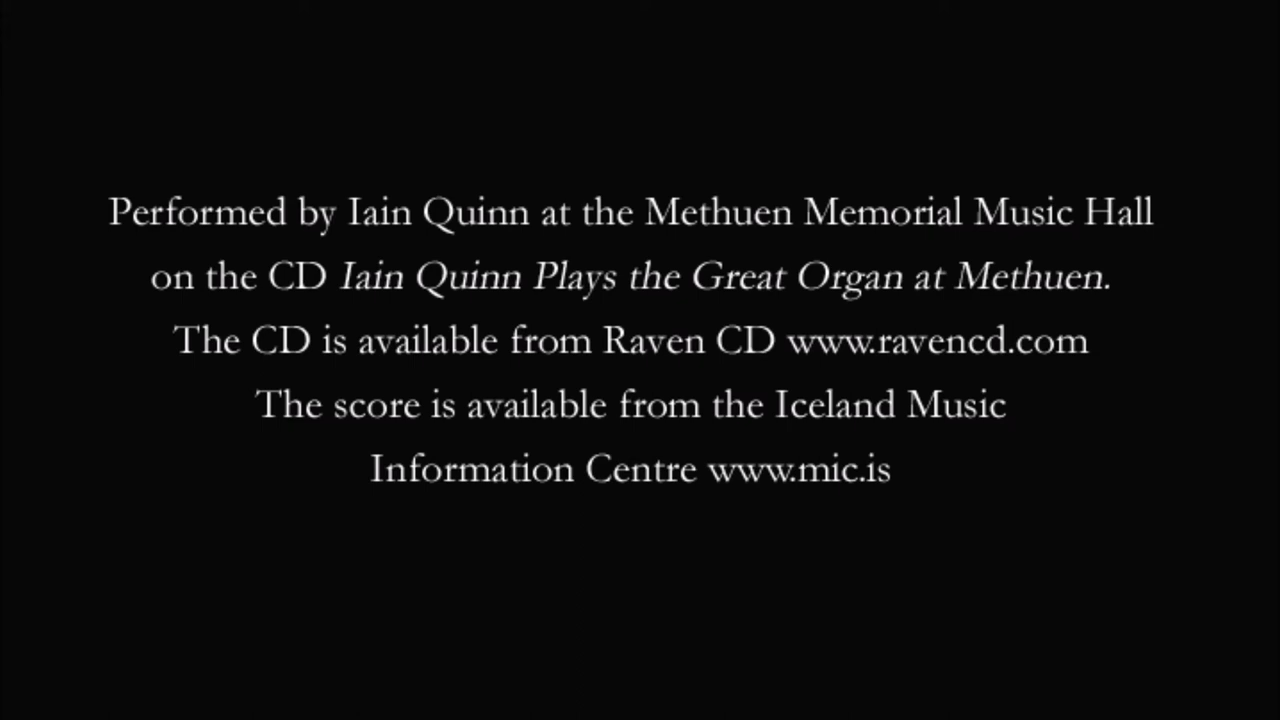 Performed by Iain Quinn at the Methuen Memorial Music Hall
on the CD Iain Quinn Plays the Great Organ at Methuen.
The CD is available from Raven CD www.ravencd.com
The score is available from the Iceland Music
Information Centre www.mic.is